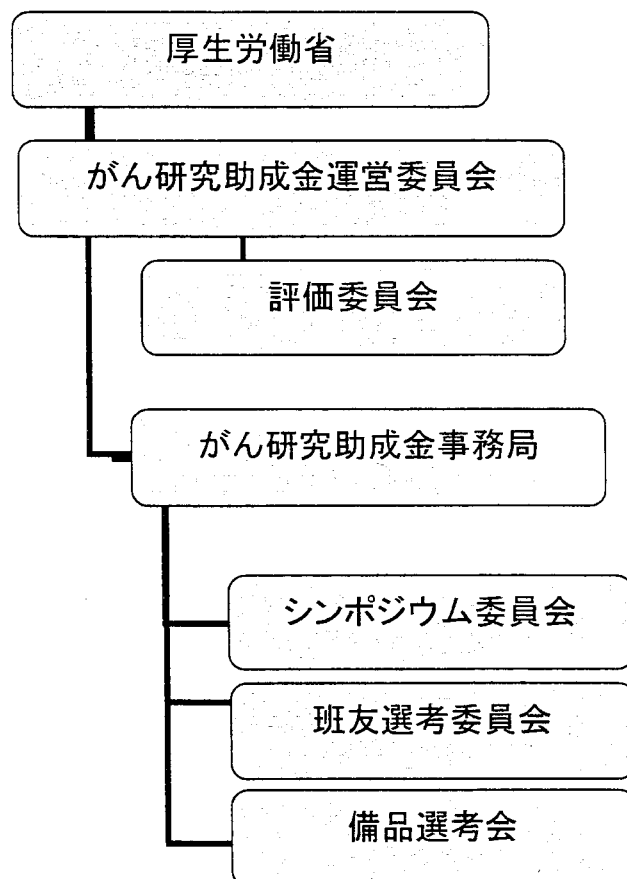 厚生労働省
がん研究助成金運営委員会
評価委員会
がん研究助成金事務局
シンポジウム委員会
班友選考委員会
備品選考会